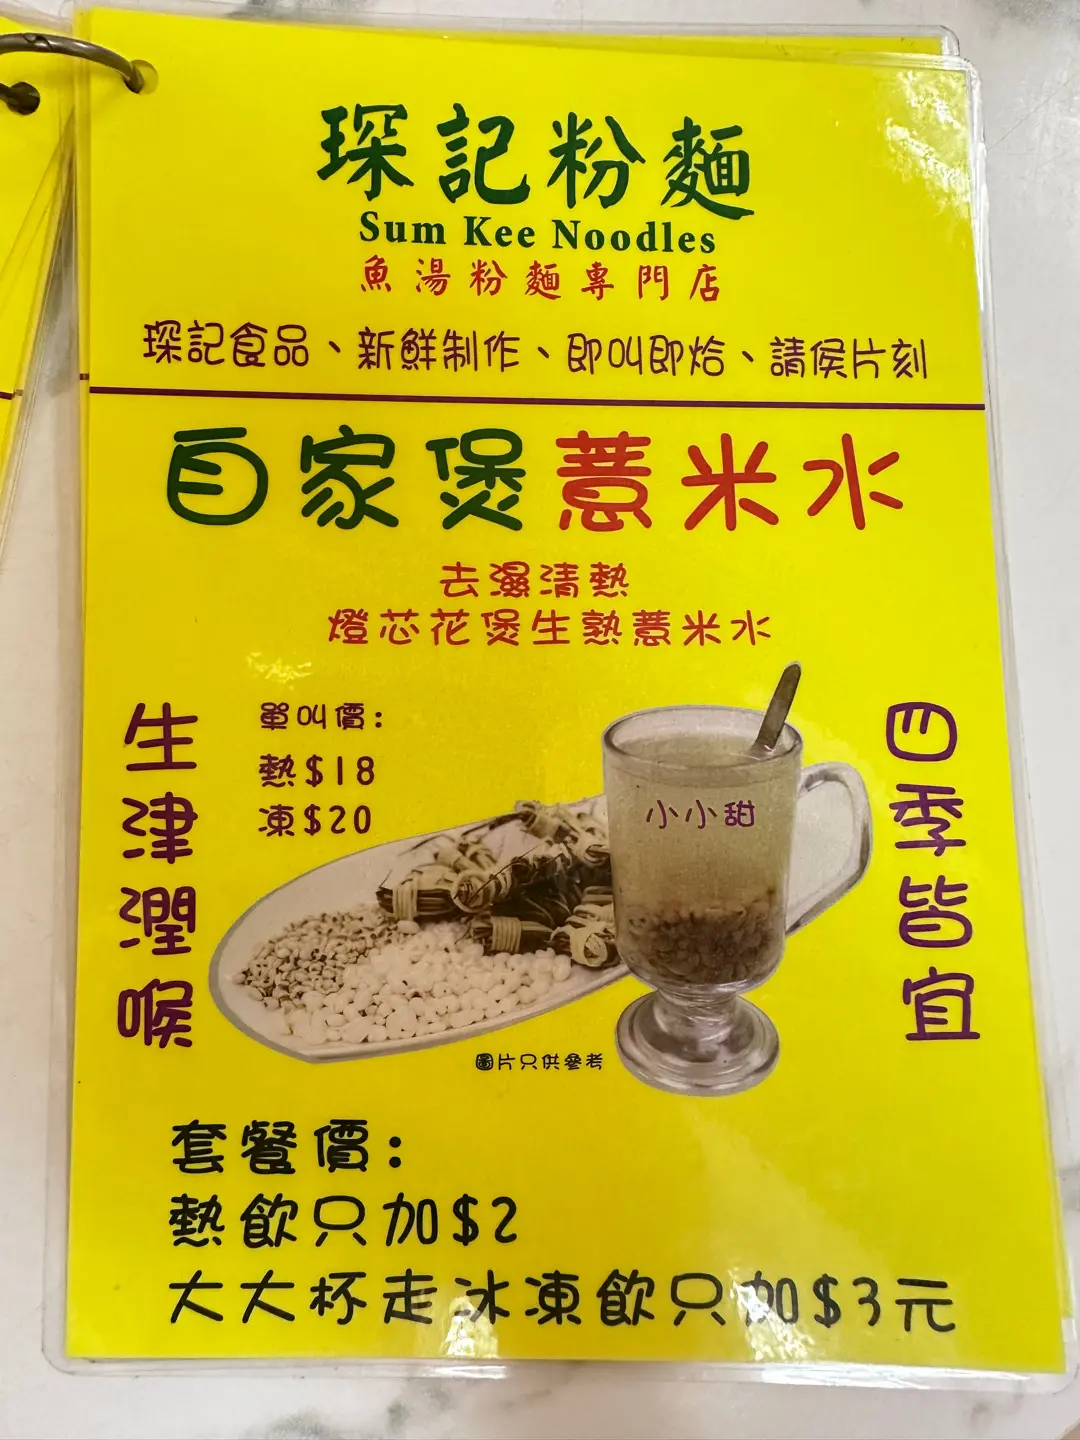 琛記粉麵
Sum Kee Noodles
魚湯粉麵專門店
琛記食品、新鮮制作、即叫即烚、請侯片刻
自家煲薏米水
去濕清熱
燈芯花煲生熟薏米水
生津潤喉
單叫價:
熱$18
凍$20
小小甜
四季皆宜
圖片只供參考
套餐價:
熱飲只加$2
大大杯走冰凍飲只加$3元